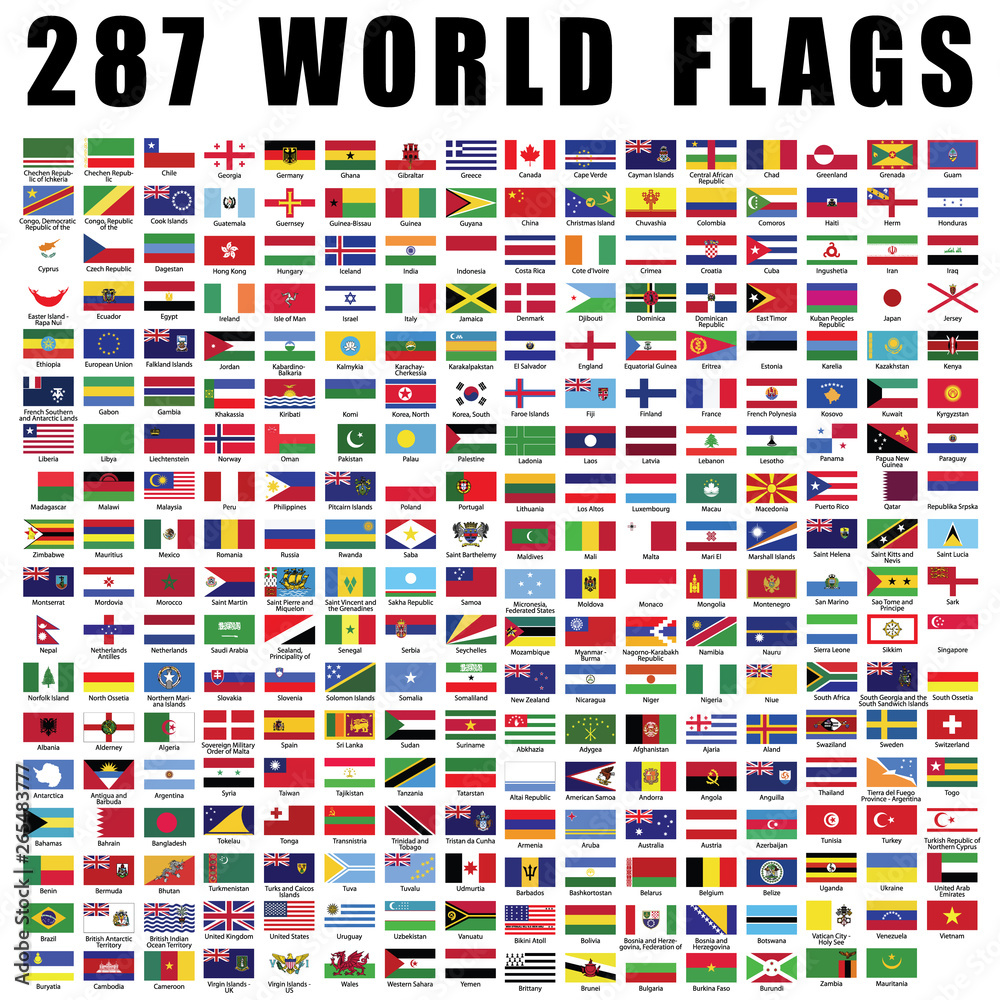 287 WORLD FLAGS
Chechen Repub-
lic of Ichkeria
Chechen Repub-
lic
Chile
Georgia
Germany
Ghana
Gibraltar
Greece
Canada
Cape Verde
Cayman Islands
Central African
Republic
Chad
Greenland
Grenada
Guam
Congo, Democratic
Republic of the
Congo, Republic
of the
Cook Islands
Guatemala
Guernsey
Guinea-Bissau
Guinea
Guyana
China
Christmas Island
Chuvashia
Colombia
Comoros
Haiti
Herm
Honduras
Cyprus
Czech Republic
Dagestan
Hong Kong
Hungary
Iceland
India
Indonesia
Costa Rica
Cote d'Ivoire
Crimea
Croatia
Cuba
Ingushetia
Iran
Iraq
Easter Island -
Rapa Nui
Ecuador
Egypt
Ireland
Isle of Man
Israel
Italy
Jamaica
Denmark
Djibouti
Dominica
Dominican
Republic
East Timor
Kuban Peoples
Republic
Japan
Jersey
Ethiopia
European Union
Falkland Islands
Jordan
Kabardino-
Balkaria
Kalmykia
Karachay-
Cherkessia
Karakalpakstan
El Salvador
England
Equatorial Guinea
Eritrea
Estonia
Karelia
Kazakhstan
Kenya
French Southern
and Antarctic Lands
Gabon
Gambia
Khakassia
Kiribati
Komi
Korea, North
Korea, South
Faroe Islands
Fiji
Finland
France
French Polynesia
Kosovo
Kuwait
Kyrgyzstan
Liberia
Libya
Liechtenstein
Norway
Oman
Pakistan
Palau
Palestine
Ladonia
Laos
Latvia
Lebanon
Lesotho
Panama
Papua New
Guinea
Paraguay
Madagascar
Malawi
Malaysia
Peru
Philippines
Pitcairn Islands
Poland
Portugal
Lithuania
Los Altos
Luxembourg
Macau
Macedonia
Puerto Rico
Qatar
Republika Srpska
Zimbabwe
Mauritius
Mexico
Romania
Russia
Rwanda
Saba
Saint Barthelemy
Maldives
Mali
Malta
Mari El
Marshall Islands
Saint Helena
Saint Kitts and
Nevis
Saint Lucia
Montserrat
Mordovia
Morocco
Saint Martin
Saint Pierre and
Miquelon
Saint Vincent and
the Grenadines
Sakha Republic
Samoa
Micronesia,
Federated States
Moldova
Monaco
Mongolia
Montenegro
San Marino
Sao Tome and
Principe
Sark
Nepal
Netherlands
Antilles
Netherlands
Saudi Arabia
Sealand,
Principality of
Senegal
Serbia
Seychelles
Mozambique
Myanmar -
Burma
Nagorno-Karabakh
Republic
Namibia
Nauru
Sierra Leone
Sikkim
Singapore
Norfolk Island
North Ossetia
Northern Mari-
ana Islands
Slovakia
Slovenia
Solomon Islands
Somalia
Somaliland
New Zealand
Nicaragua
Niger
Nigeria
Niue
South Africa
South Georgia and the
South Sandwich Islands
South Ossetia
Albania
Alderney
Algeria
Sovereign Military
Order of Malta
Spain
Sri Lanka
Sudan
Suriname
Abkhazia
Adygea
Afghanistan
Ajaria
Aland
Swaziland
Sweden
Switzerland
Antarctica
Antigua and
Barbuda
Argentina
Syria
Taiwan
Tajikistan
Tanzania
Tatarstan
Altai Republic
American Samoa
Andorra
Angola
Anguilla
Thailand
Tierra del Fuego
Province - Argentina
Togo
Bahamas
Bahrain
Bangladesh
Tokelau
Tonga
Transnistria
Trinidad and
Tobago
Tristan da Cunha
Armenia
Aruba
Australia
Austria
Azerbaijan
Tunisia
Turkey
Turkish Republic of
Northern Cyprus
Benin
Bermuda
Bhutan
Turkmenistan
Turks and Caicos
Islands
Tuva
Tuvalu
Udmurtia
Barbados
Bashkortostan
Belarus
Belgium
Belize
Uganda
Ukraine
United Arab
Emirates
Brazil
British Antarctic
Territory
British Indian
Ocean Territory
United Kingdom
United States
Uruguay
Uzbekistan
Vanuatu
Bikini Atoll
Bolivia
Bosnia and Herze-
govina, Federation of
Bosnia and
Herzegovina
Botswana
Vatican City -
Holy See
Venezuela
Vietnam
Buryatia
Cambodia
Cameroon
Virgin Islands -
UK
Virgin Islands -
US
Wales
Western Sahara
Yemen
Brittany
Brunei
Bulgaria
Burkina Faso
Burundi
Zambia
Mauritania
Adobe Stock | #265483777